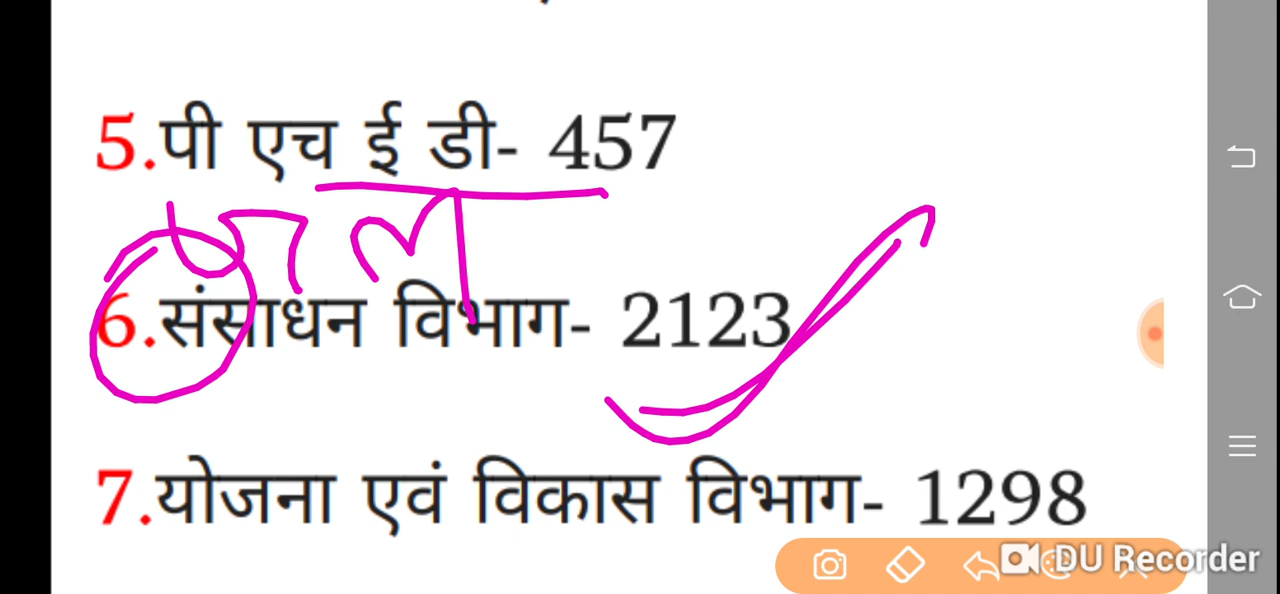 5.पी एच ई डी- 457
जल
6.संसाधन विभाग- 2123
7.योजना एवं विकास विभाग- 1298
DU Recorder